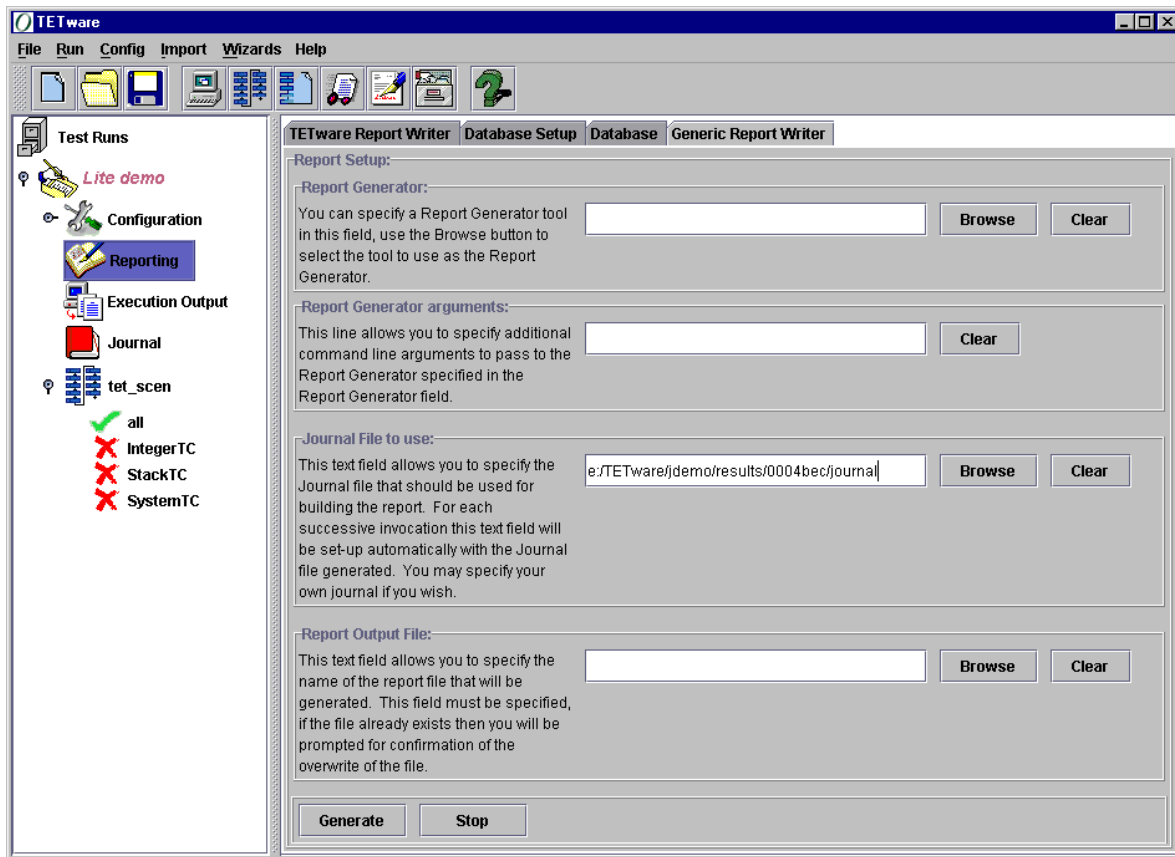 TETware
File Run Config Import Wizards Help
Test Runs
Lite demo
Configuration
Reporting
Execution Output
Journal
tet_scen
all
IntegerTC
StackTC
SystemTC
TETware Report Writer Database Setup Database Generic Report Writer
Report Setup:
Report Generator:
You can specify a Report Generator tool
in this field, use the Browse button to
select the tool to use as the Report
Generator.
Browse Clear
Report Generator arguments:
This line allows you to specify additional
command line arguments to pass to the
Report Generator specified in the
Report Generator field.
Clear
Journal File to use:
This text field allows you to specify the
Journal file that should be used for
building the report. For each
successive invocation this text field will
be set-up automatically with the Journal
file generated. You may specify your
own journal if you wish.
e:/TETware/jdemo/results/0004bec/journal
Browse Clear
Report Output File:
This text field allows you to specify the
name of the report file that will be
generated. This field must be specified,
if the file already exists then you will be
prompted for confirmation of the
overwrite of the file.
Browse Clear
Generate Stop